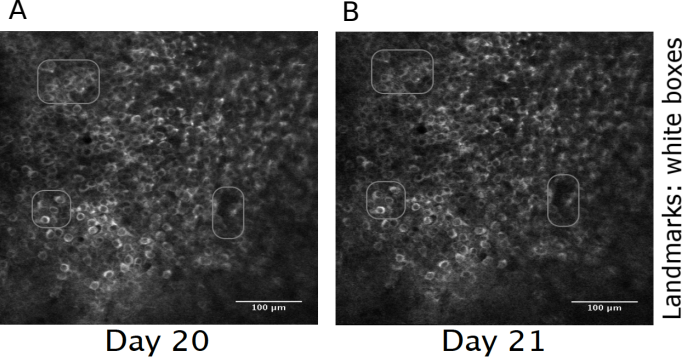 A
B
100 μm
100 μm
Day 20
Day 21
Landmarks: white boxes